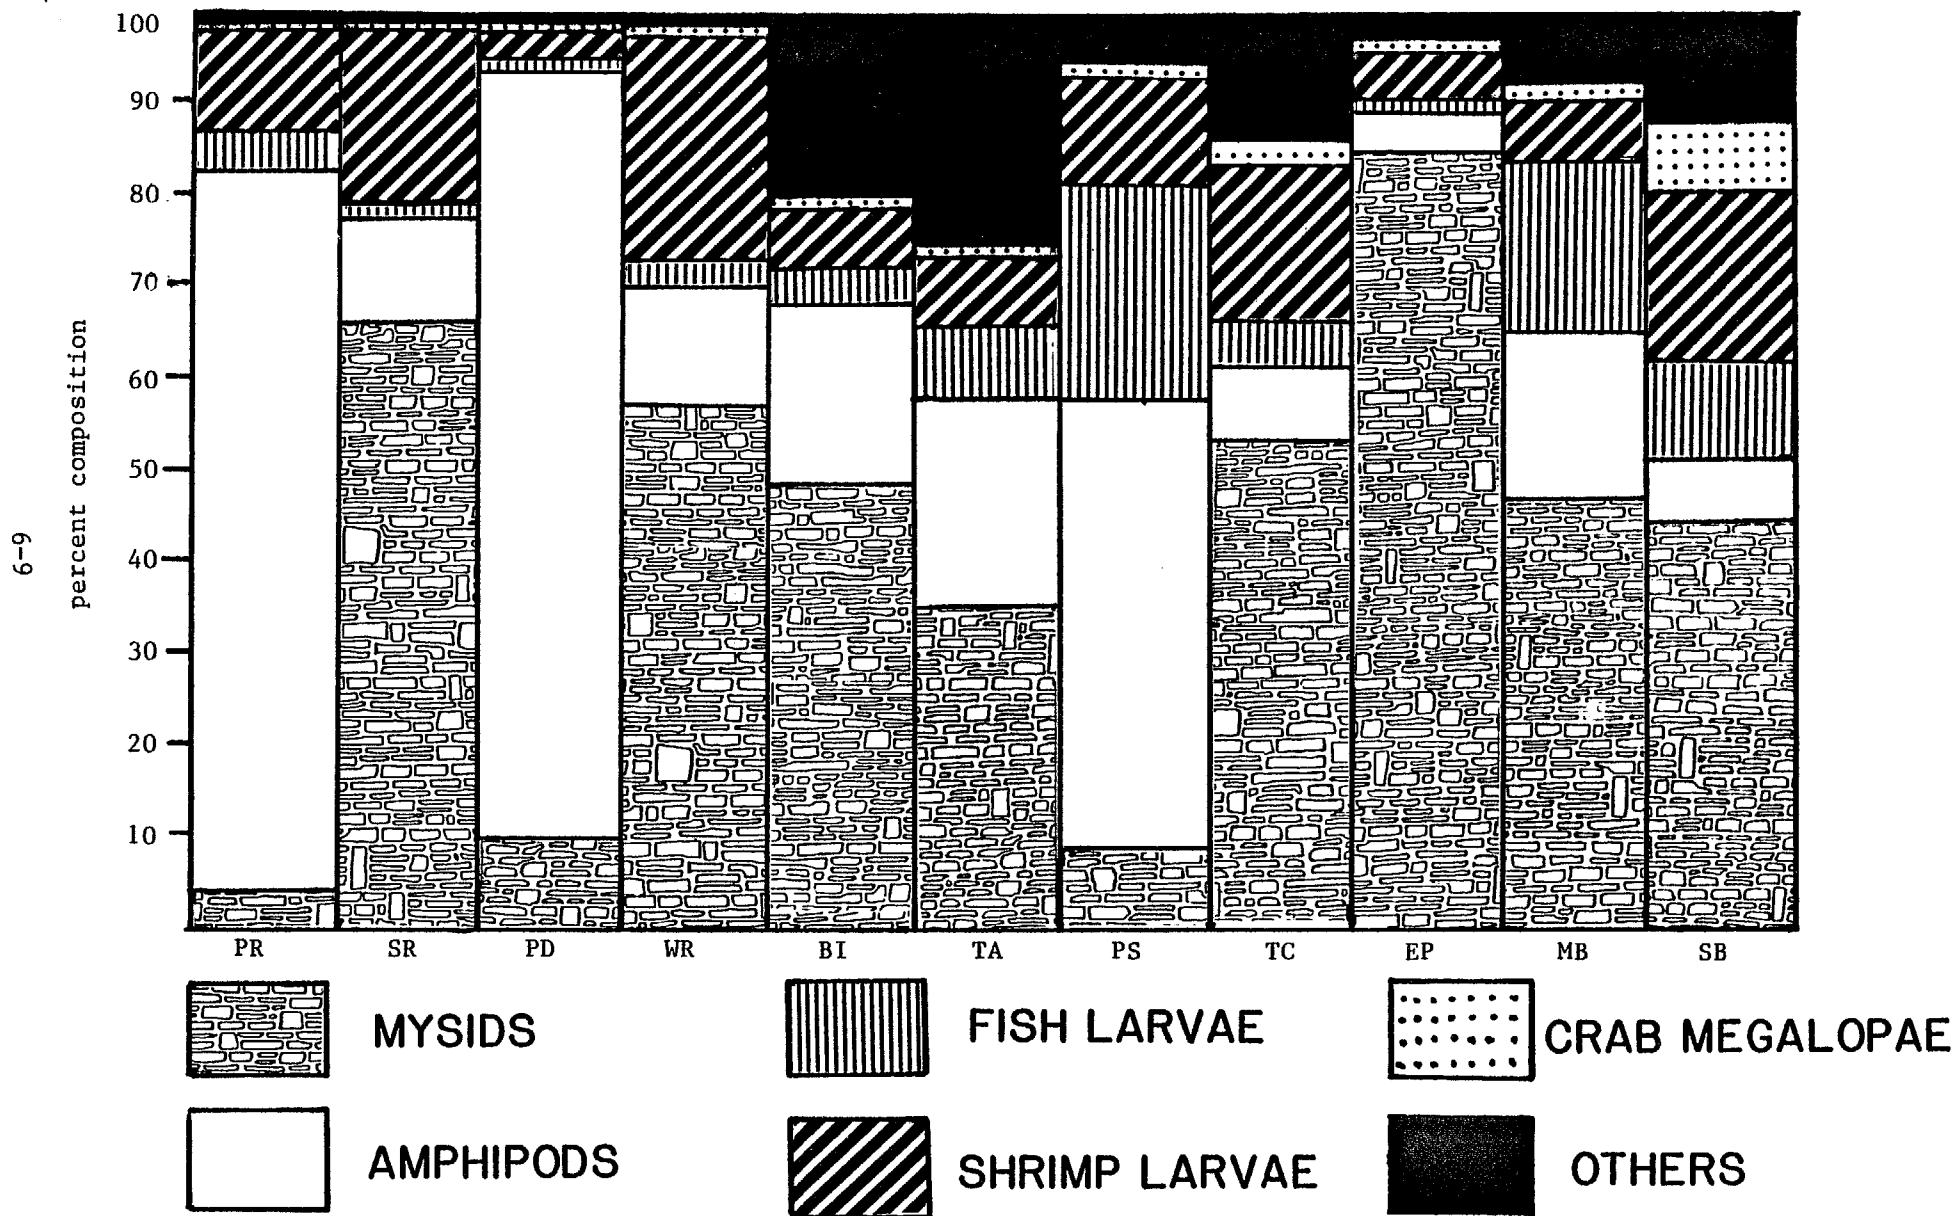 100
90
80
70
60
50
40
30
20
10
percent composition
6-9
PR SR PD WR BI TA PS TC EP MB SB
MYSIDS
FISH LARVAE
CRAB MEGALOPAE
AMPHIPODS
SHRIMP LARVAE
OTHERS